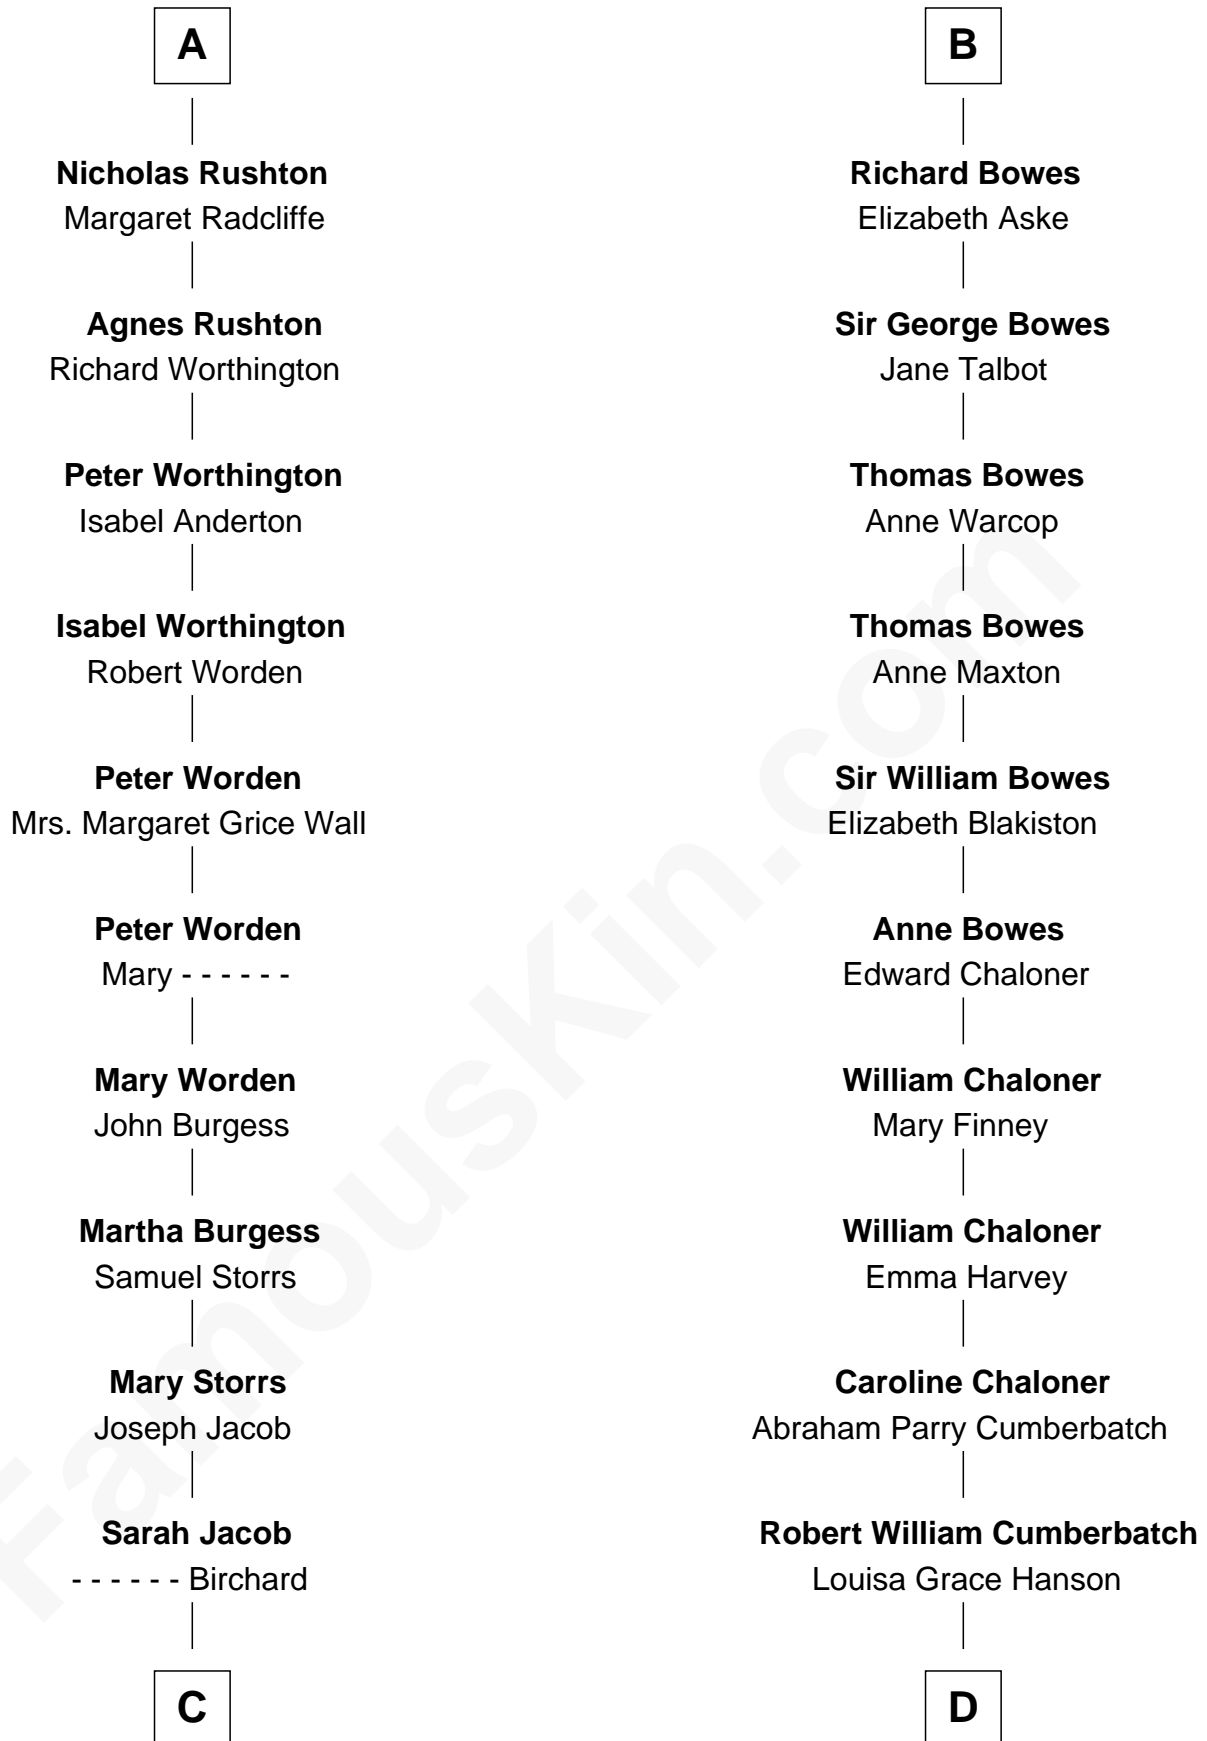 A
Nicholas Rushton
Margaret Radcliffe
Agnes Rushton
Richard Worthington
Peter Worthington
Isabel Anderton
Isabel Worthington
Robert Worden
Peter Worden
Mrs. Margaret Grice Wall
Peter Worden
Mary - - - - - -
Mary Worden
John Burgess
Martha Burgess
Samuel Storrs
Mary Storrs
Joseph Jacob
Sarah Jacob
- - - - - - Birchard
C
B
Richard Bowes
Elizabeth Aske
Sir George Bowes
Jane Talbot
Thomas Bowes
Anne Warcop
Thomas Bowes
Anne Maxton
Sir William Bowes
Elizabeth Blakiston
Anne Bowes
Edward Chaloner
William Chaloner
Mary Finney
William Chaloner
Emma Harvey
Caroline Chaloner
Abraham Parry Cumberbatch
Robert William Cumberbatch
Louisa Grace Hanson
D
FamousKin.com